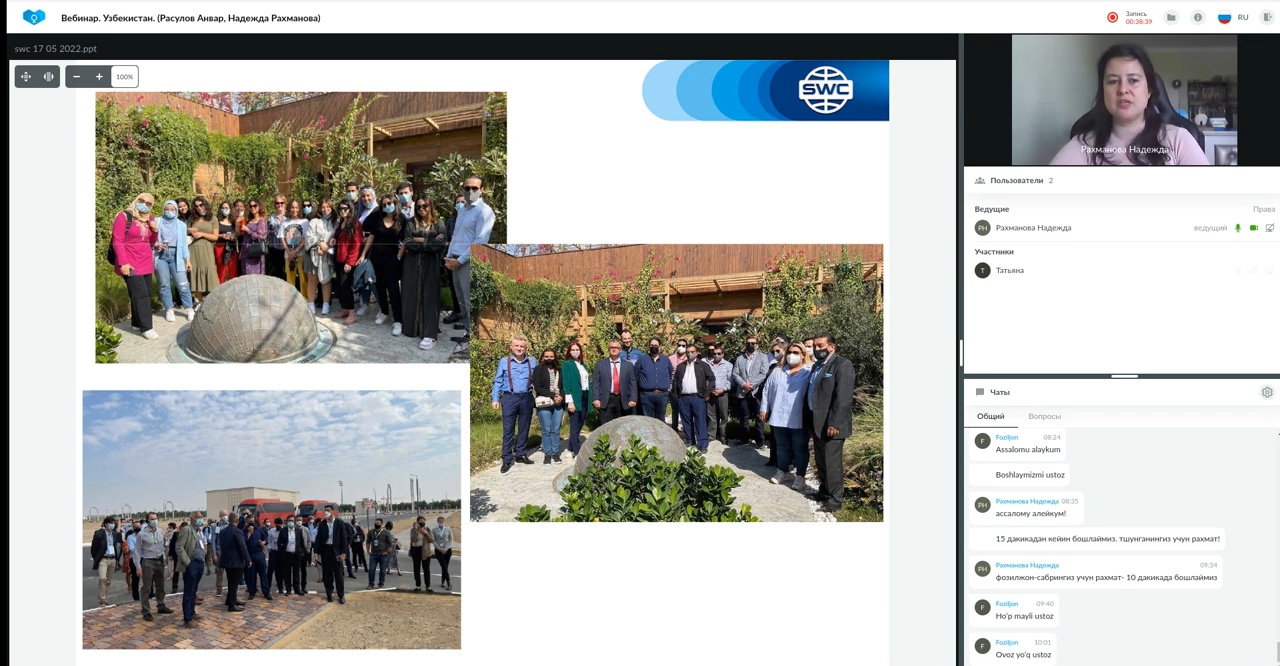 Вебинар. Узбекистан. (Расулов Анвар, Надежда Рахманова)
Запись
00:38:39
RU
swc 17 05 2022.ppt
100%
SWC
Рахманова Надежда
Пользователи 2
Ведущие Права
РН Рахманова Надежда ведущий
Участники
Т Татьяна
Чаты
Общий Вопросы
F Foziljon 08:24
Assalomu alaykum
Boshlaymizmi ustoz
РН Рахманова Надежда 08:35
ассалому алейкум!
15 дакикадан кейин бошлаймиз. тшунганингиз учун рахмат!
РН Рахманова Надежда 09:34
фозилжон-сабрингиз учун рахмат- 10 дакикада бошлаймиз
F Foziljon 09:40
Ho'p mayli ustoz
F Foziljon 10:01
Ovoz yo'q ustoz